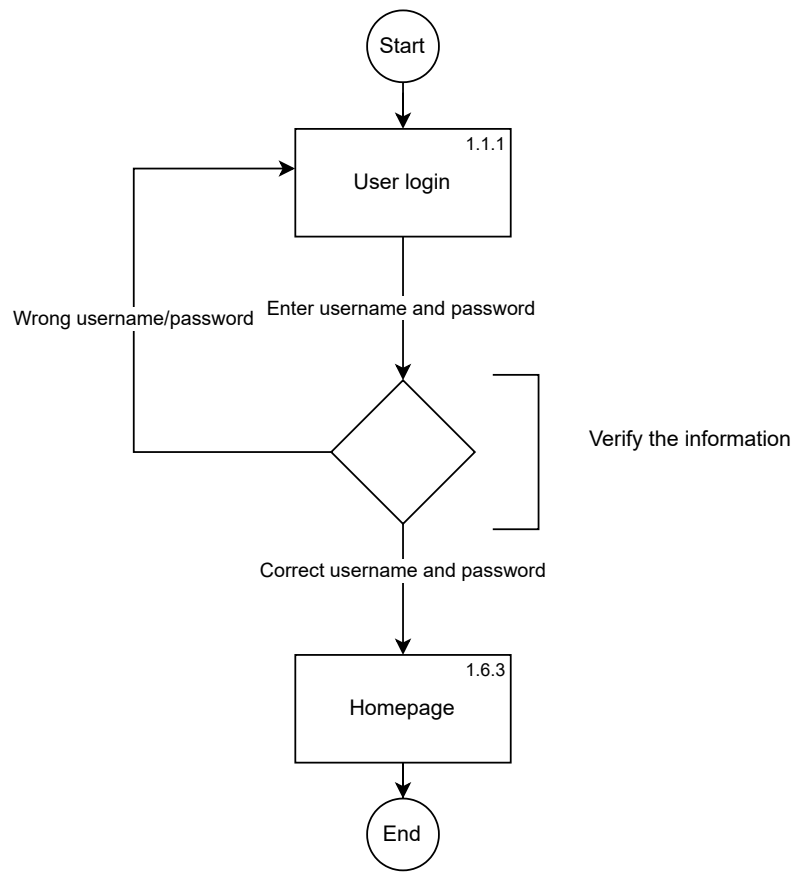 Start
1.1.1
User login
Wrong username/password
Enter username and password
Verify the information
Correct username and password
1.6.3
Homepage
End